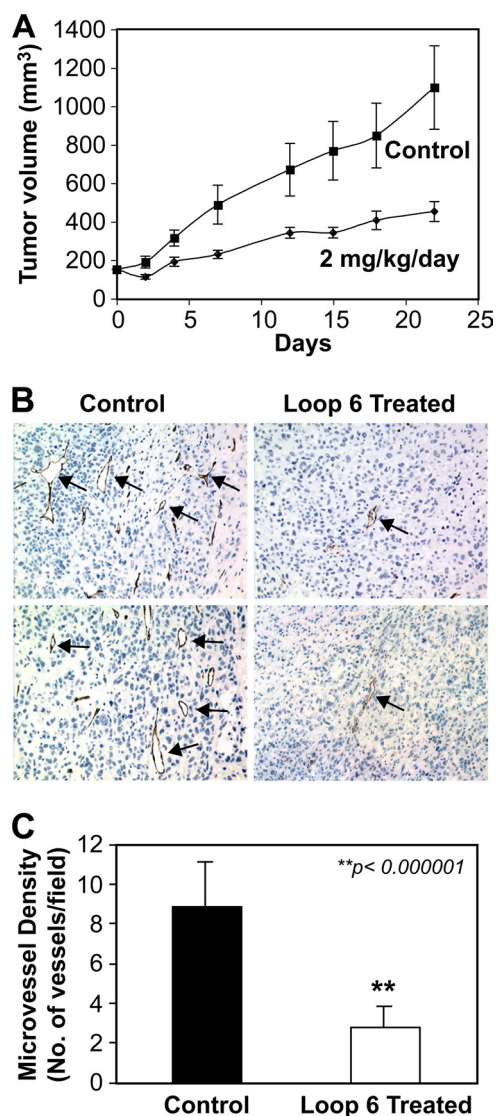 A
Tumor volume (mm³)
1400
1200
1000
800
600
400
200
0
Control
2 mg/kg/day
0 5 10 15 20 25
Days
B
Control Loop 6 Treated
C
Microvessel Density
(No. of vessels/field)
12
10
8
6
4
2
0
**p< 0.000001
**
Control Loop 6 Treated